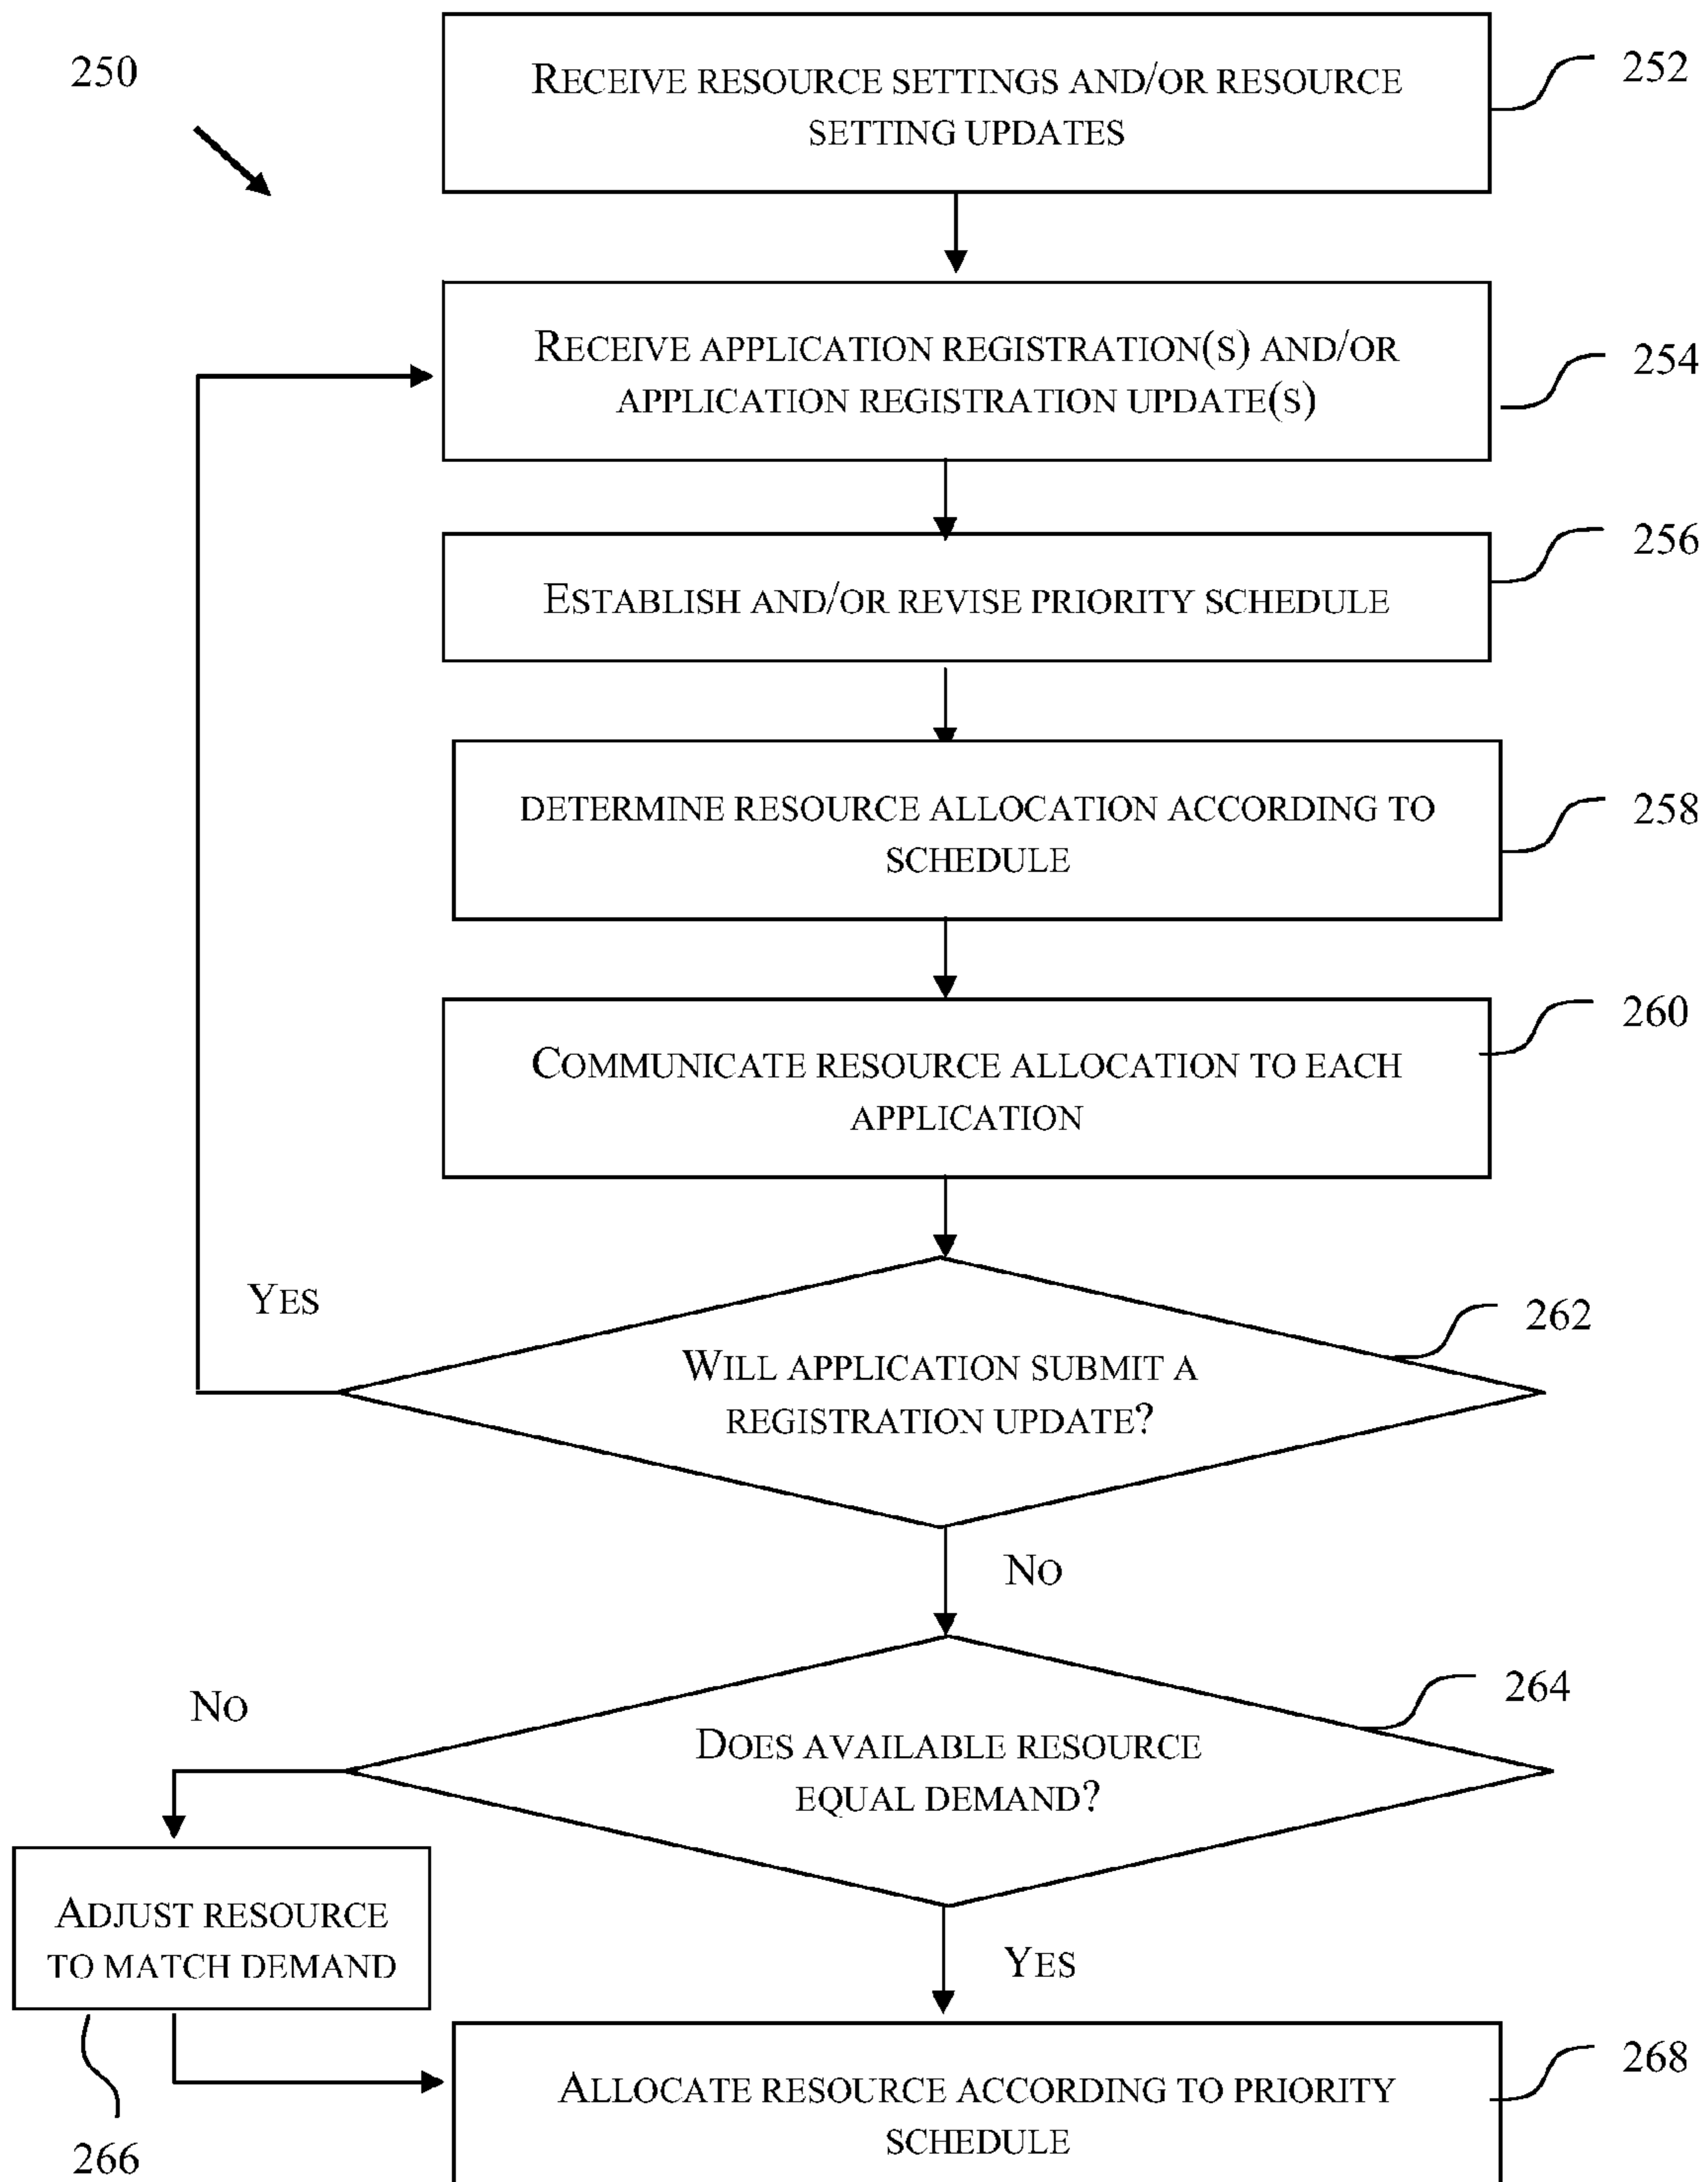 250
RECEIVE RESOURCE SETTINGS AND/OR RESOURCE
SETTING UPDATES
252
RECEIVE APPLICATION REGISTRATION(S) AND/OR
APPLICATION REGISTRATION UPDATE(S)
254
ESTABLISH AND/OR REVISE PRIORITY SCHEDULE
256
DETERMINE RESOURCE ALLOCATION ACCORDING TO
SCHEDULE
258
COMMUNICATE RESOURCE ALLOCATION TO EACH
APPLICATION
260
YES
WILL APPLICATION SUBMIT A
REGISTRATION UPDATE?
262
NO
NO
DOES AVAILABLE RESOURCE
EQUAL DEMAND?
264
ADJUST RESOURCE
TO MATCH DEMAND
266
YES
ALLOCATE RESOURCE ACCORDING TO PRIORITY
SCHEDULE
268